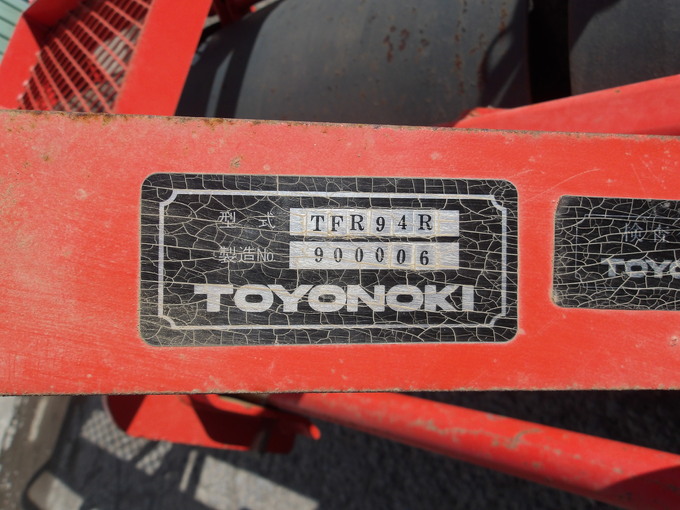 型式 TFR94R
製造No 900006
TOYONOKI
TOYO